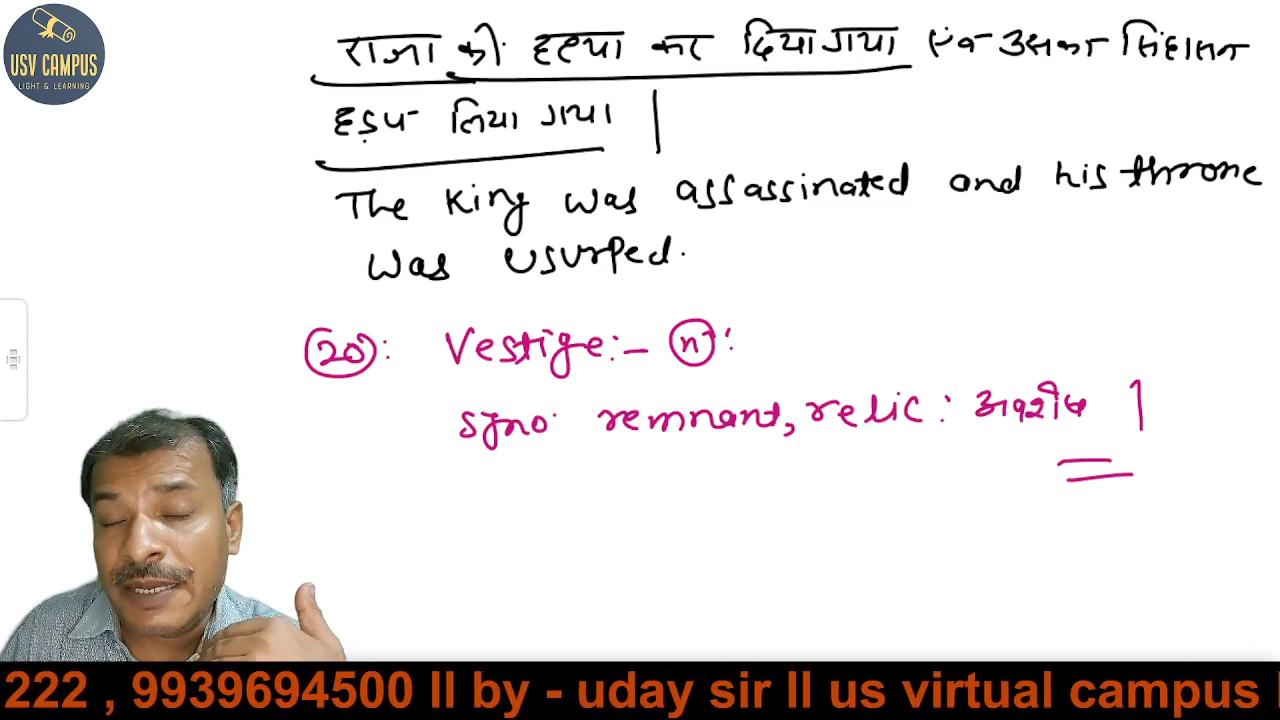 USV CAMPUS
LIGHT & LEARNING
राजा की हत्या कर दिया गया एंव उसका सिंहासन
हड़प लिया गया |
The King was assassinated and his throne
was usurped.
20: Vestige:- n:
syno: remnant, relic: अवशेष |
222 , 9939694500 ll by - uday sir ll us virtual campus